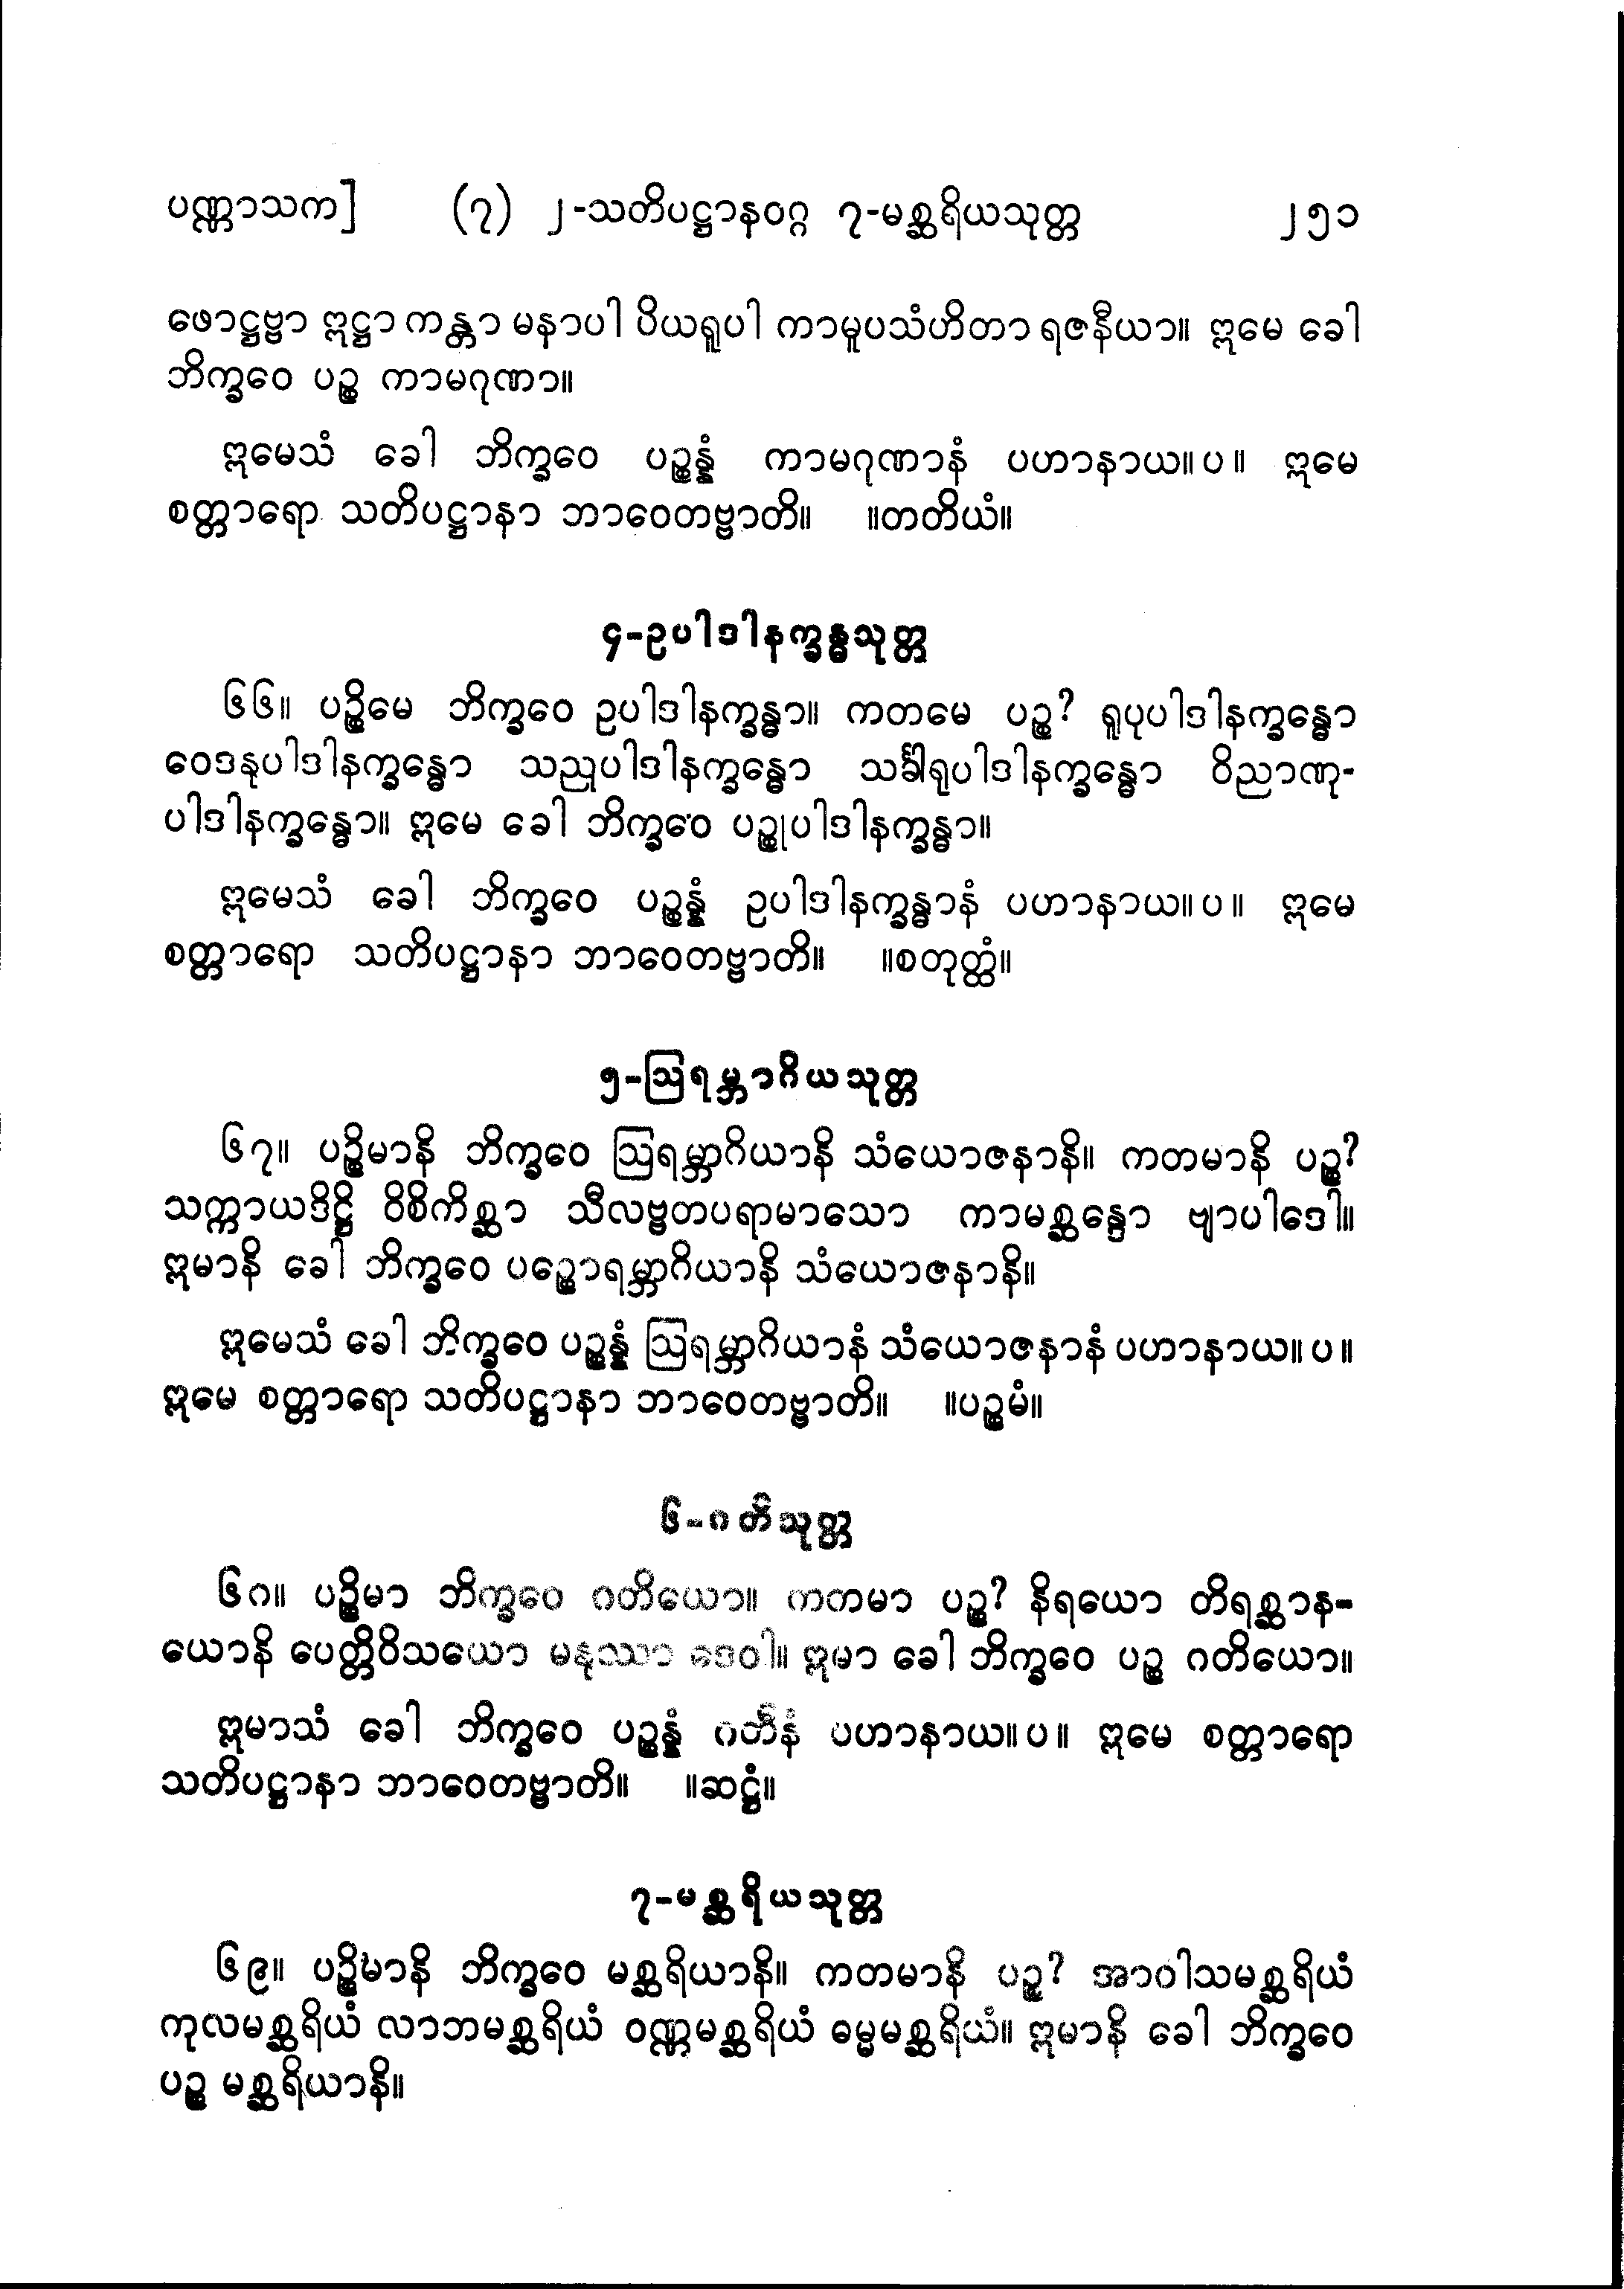 ပဏ္ဏာသက] (၇) ၂-သတိပဋ္ဌာနဝဂ္ဂ ၇-မစ္ဆရိယသုတ္တ ၂၅၁
ဖောဋ္ဌဗ္ဗာ ဣဋ္ဌာ ကန္တာ မနာပါ ပိယရူပါ ကာမူပသံဟိတာ ရဇနီယာ။ ဣမေ ခေါ
ဘိက္ခဝေ ပဉ္စ ကာမဂုဏာ။
ဣမေသံ ခေါ ဘိက္ခဝေ ပဉ္စန္နံ ကာမဂုဏာနံ ပဟာနာယ။ပ။ ဣမေ
စတ္တာရော သတိပဋ္ဌာနာ ဘာဝေတဗ္ဗာတိ။ ။တတိယံ။
၄-ဥပါဒါနက္ခန္ဓသုတ္တ
၆၆။ ပဉ္စိမေ ဘိက္ခဝေ ဥပါဒါနက္ခန္ဓာ။ ကတမေ ပဉ္စ? ရူပုပါဒါနက္ခန္ဓော
ဝေဒနုပါဒါနက္ခန္ဓော သညုပါဒါနက္ခန္ဓော သင်္ခါရုပါဒါနက္ခန္ဓော ဝိညာဏု-
ပါဒါနက္ခန္ဓော။ ဣမေ ခေါ ဘိက္ခဝေ ပဉ္စုပါဒါနက္ခန္ဓာ။
ဣမေသံ ခေါ ဘိက္ခဝေ ပဉ္စန္နံ ဥပါဒါနက္ခန္ဓာနံ ပဟာနာယ။ပ။ ဣမေ
စတ္တာရော သတိပဋ္ဌာနာ ဘာဝေတဗ္ဗာတိ။ ။စတုတ္ထံ။
၅-ဩရမ္ဘာဂိယသုတ္တ
၆၇။ ပဉ္စိမာနိ ဘိက္ခဝေ ဩရမ္ဘာဂိယာနိ သံယောဇနာနိ။ ကတမာနိ ပဉ္စ?
သက္ကာယဒိဋ္ဌိ ဝိစိကိစ္ဆာ သီလဗ္ဗတပရာမာသော ကာမစ္ဆန္ဒော ဗျာပါဒေါ။
ဣမာနိ ခေါ ဘိက္ခဝေ ပဉ္စောရမ္ဘာဂိယာနိ သံယောဇနာနိ။
ဣမေသံ ခေါ ဘိက္ခဝေ ပဉ္စန္နံ ဩရမ္ဘာဂိယာနံ သံယောဇနာနံ ပဟာနာယ။ပ။
ဣမေ စတ္တာရော သတိပဋ္ဌာနာ ဘာဝေတဗ္ဗာတိ။ ။ပဉ္စမံ။
၆-ဂတိသုတ္တ
၆၈။ ပဉ္စိမာ ဘိက္ခဝေ ဂတိယော။ ကတမာ ပဉ္စ? နိရယော တိရစ္ဆာန-
ယောနိ ပေတ္တိဝိသယော မနုဿာ ဒေဝါ။ ဣမာ ခေါ ဘိက္ခဝေ ပဉ္စ ဂတိယော။
ဣမာသံ ခေါ ဘိက္ခဝေ ပဉ္စန္နံ ဂတီနံ ပဟာနာယ။ပ။ ဣမေ စတ္တာရော
သတိပဋ္ဌာနာ ဘာဝေတဗ္ဗာတိ။ ။ဆဋ္ဌံ။
၇-မစ္ဆရိယသုတ္တ
၆၉။ ပဉ္စိမာနိ ဘိက္ခဝေ မစ္ဆရိယာနိ။ ကတမာနိ ပဉ္စ? အာဝါသမစ္ဆရိယံ
ကုလမစ္ဆရိယံ လာဘမစ္ဆရိယံ ဝဏ္ဏမစ္ဆရိယံ ဓမ္မမစ္ဆရိယံ။ ဣမာနိ ခေါ ဘိက္ခဝေ
ပဉ္စ မစ္ဆရိယာနိ။